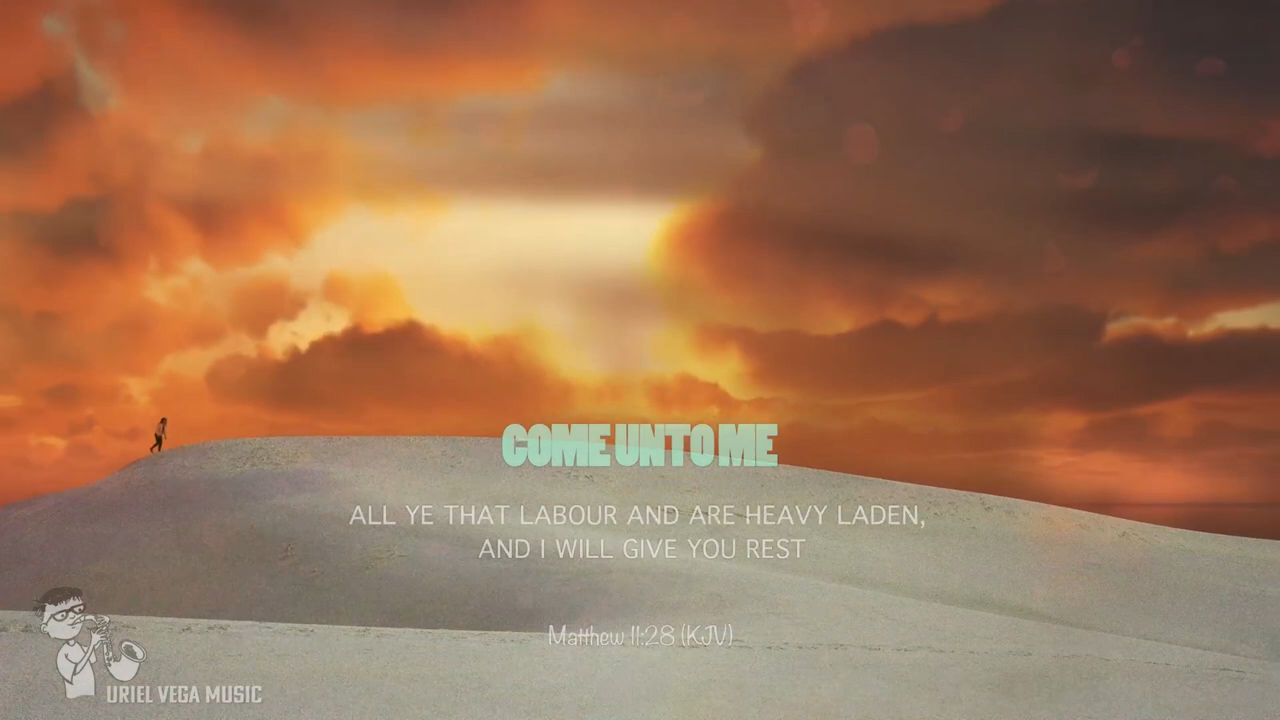 COME UNTO ME
ALL YE THAT LABOUR AND ARE HEAVY LADEN,
AND I WILL GIVE YOU REST
Matthew 11:28 (KJV)
URIEL VEGA MUSIC